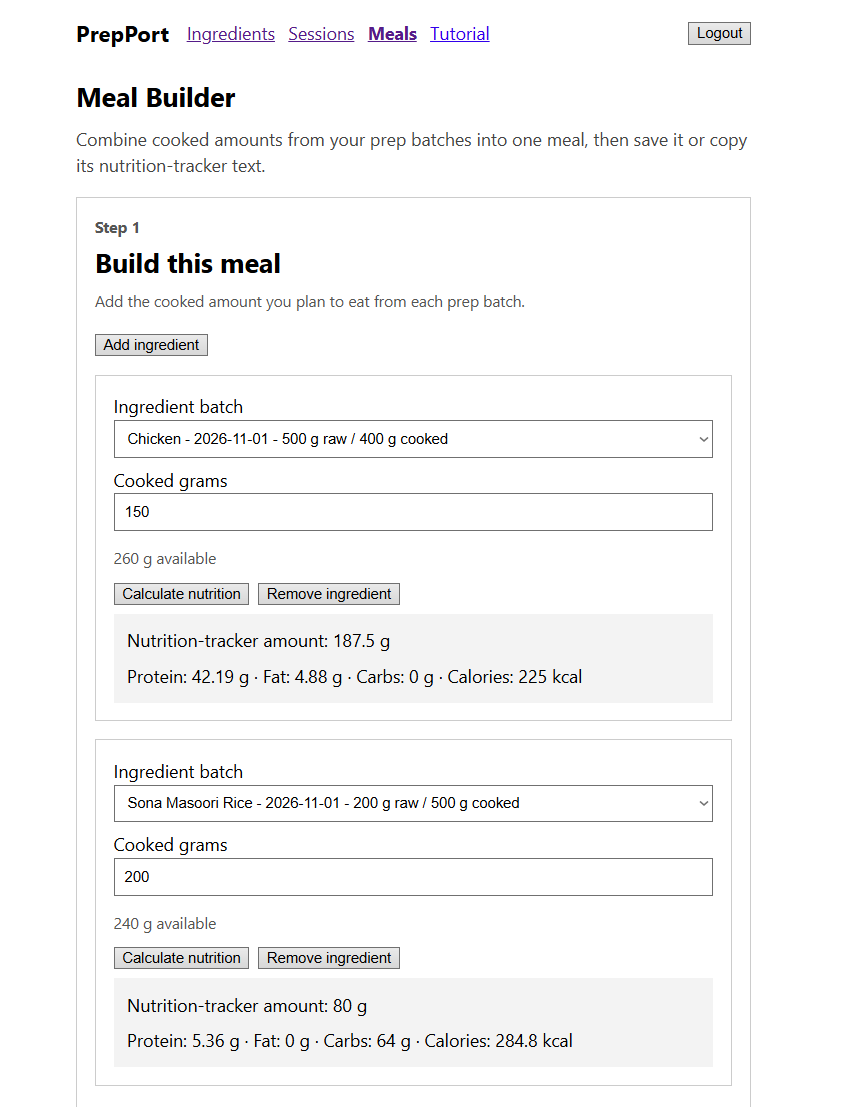 PrepPort Ingredients Sessions Meals Tutorial Logout
Meal Builder
Combine cooked amounts from your prep batches into one meal, then save it or copy
its nutrition-tracker text.
Step 1
Build this meal
Add the cooked amount you plan to eat from each prep batch.
Add ingredient
Ingredient batch
Chicken - 2026-11-01 - 500 g raw / 400 g cooked
Cooked grams
150
260 g available
Calculate nutrition Remove ingredient
Nutrition-tracker amount: 187.5 g
Protein: 42.19 g · Fat: 4.88 g · Carbs: 0 g · Calories: 225 kcal
Ingredient batch
Sona Masoori Rice - 2026-11-01 - 200 g raw / 500 g cooked
Cooked grams
200
240 g available
Calculate nutrition Remove ingredient
Nutrition-tracker amount: 80 g
Protein: 5.36 g · Fat: 0 g · Carbs: 64 g · Calories: 284.8 kcal